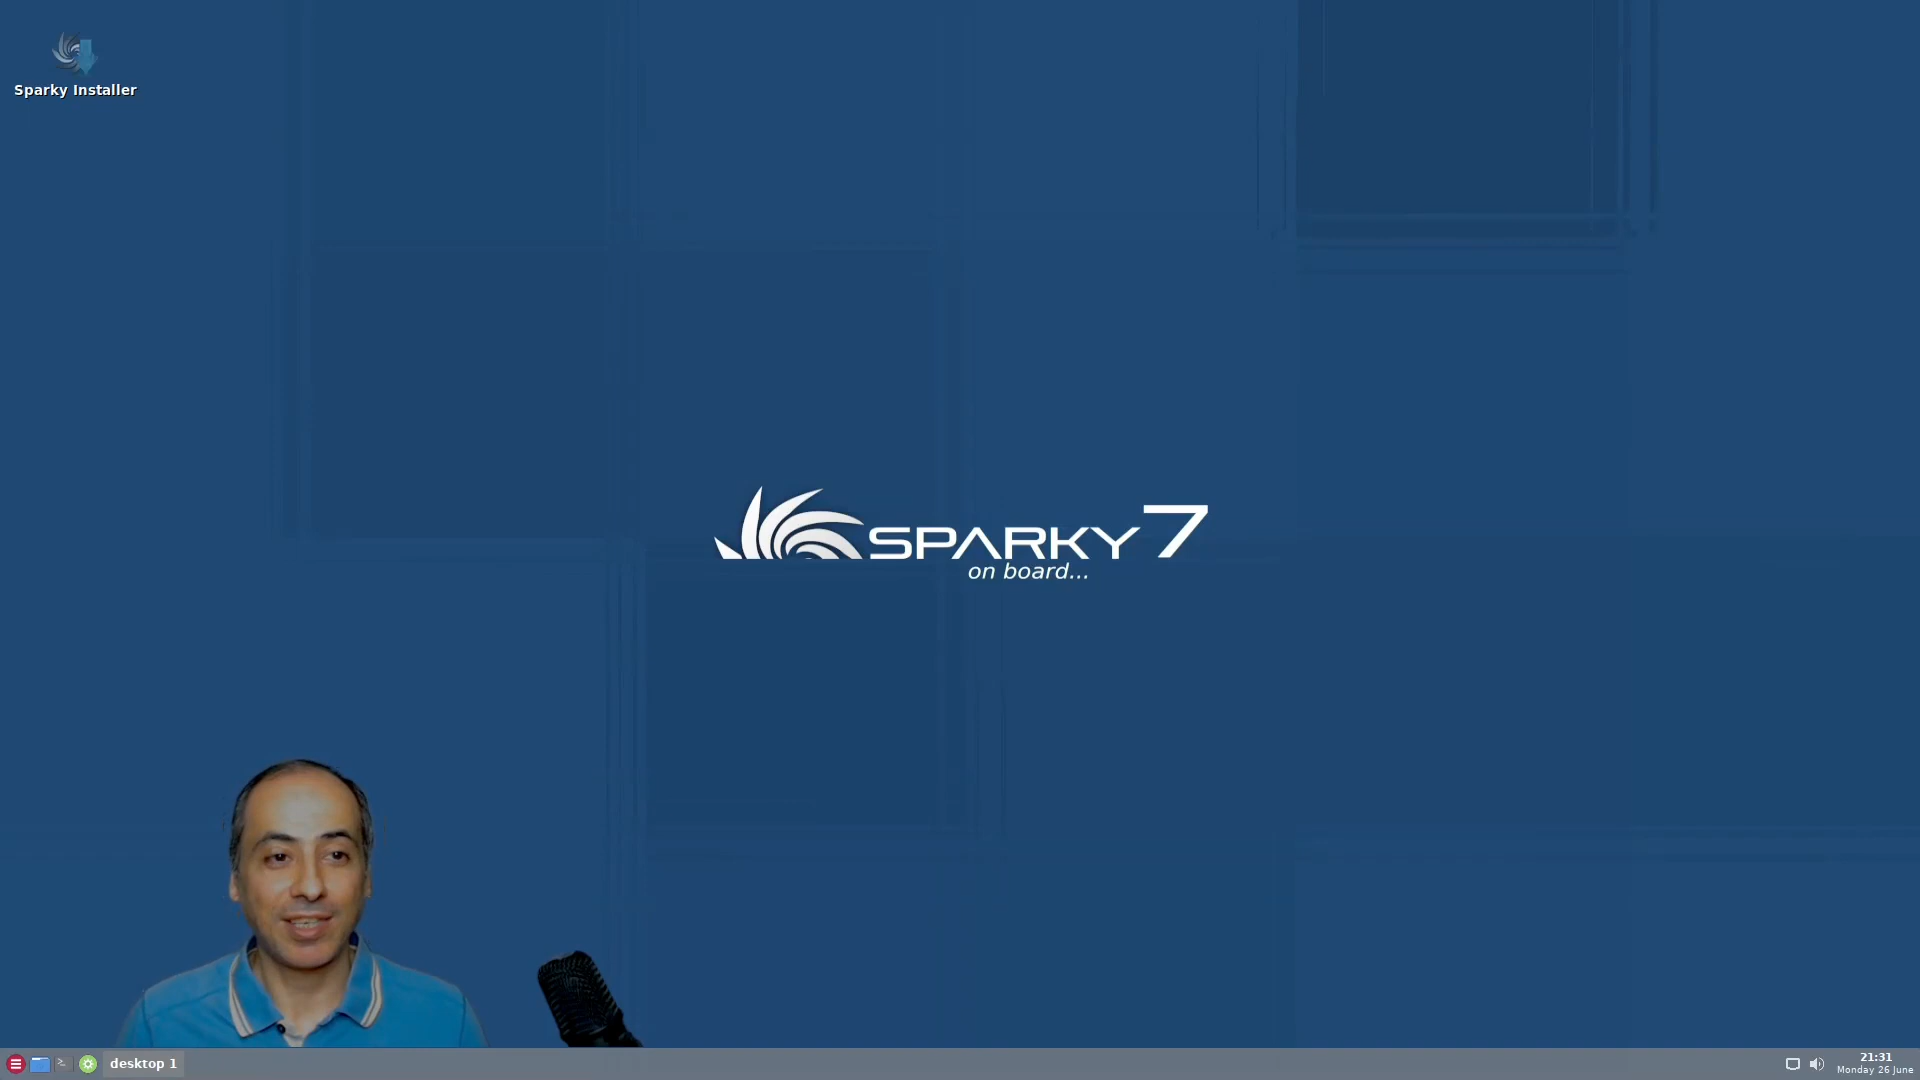 Sparky Installer
SPARKY 7
on board...
desktop 1
21:31
Monday 26 June